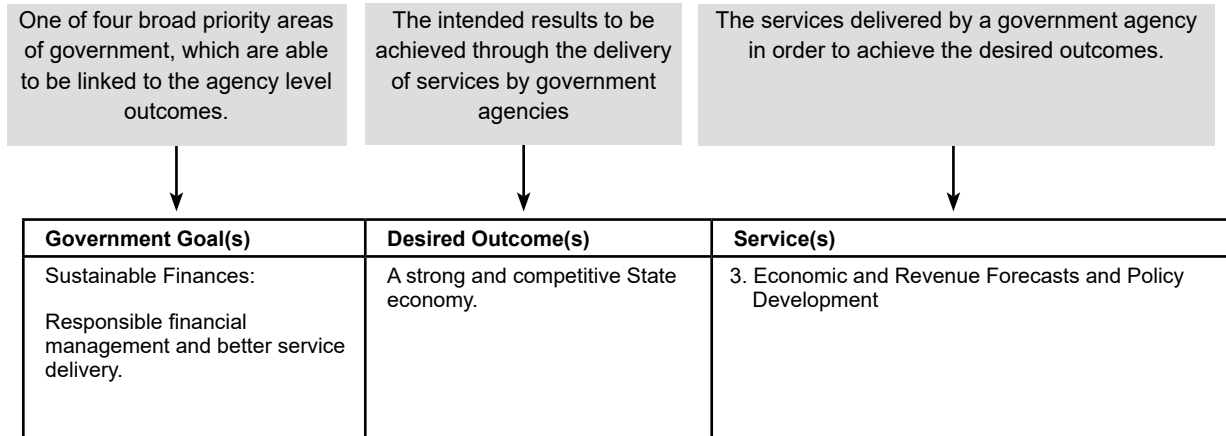 One of four broad priority areas
of government, which are able
to be linked to the agency level
outcomes.
The intended results to be
achieved through the delivery
of services by government
agencies
The services delivered by a government agency
in order to achieve the desired outcomes.
Government Goal(s)
Desired Outcome(s)
Service(s)
Sustainable Finances:
Responsible financial
management and better service
delivery.
A strong and competitive State
economy.
3. Economic and Revenue Forecasts and Policy
Development